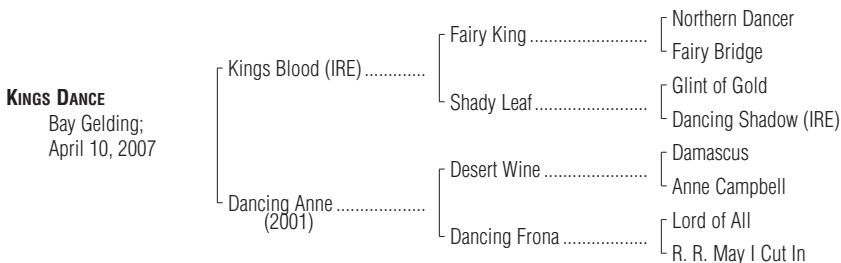 Northern Dancer
Fairy King ..............................
Fairy Bridge
Kings Blood (IRE) .............
Glint of Gold
Shady Leaf .............................
Dancing Shadow (IRE)
KINGS DANCE
Bay Gelding;
April 10, 2007
Damascus
Desert Wine ...........................
Anne Campbell
Dancing Anne ...................
(2001)
Lord of All
Dancing Frona ......................
R. R. May I Cut In